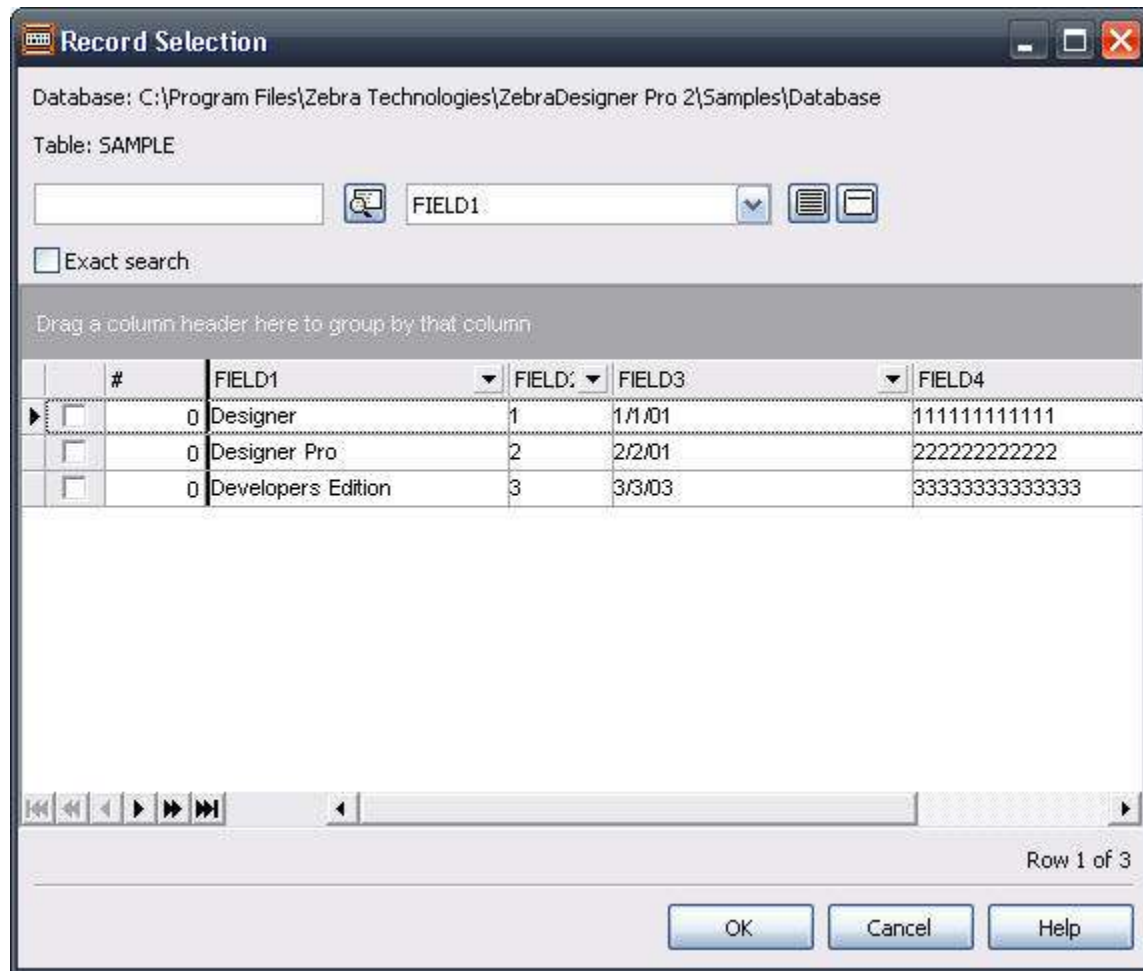 Record Selection
Database: C:\Program Files\Zebra Technologies\ZebraDesigner Pro 2\Samples\Database
Table: SAMPLE
FIELD1
Exact search
Drag a column header here to group by that column
# FIELD1 FIELD2 FIELD3 FIELD4
0 Designer 1 1/1/01 111111111111
0 Designer Pro 2 2/2/01 222222222222
0 Developers Edition 3 3/3/03 33333333333333
Row 1 of 3
OK Cancel Help